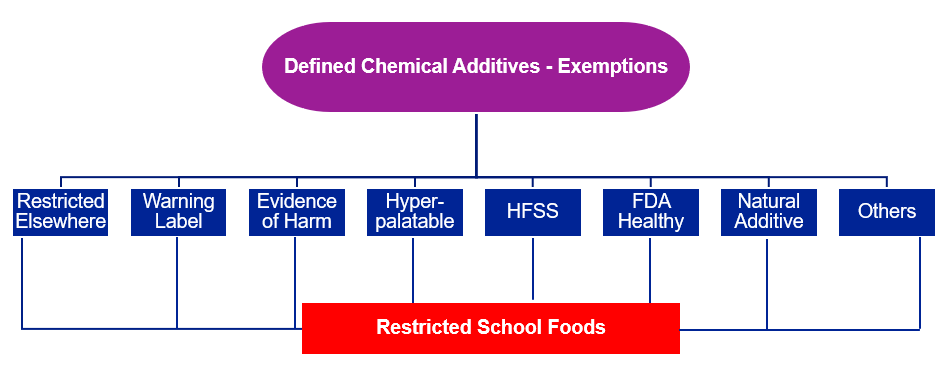 Defined Chemical Additives - Exemptions
Restricted
Elsewhere
Warning
Label
Evidence
of Harm
Hyper-
palatable
HFSS
FDA
Healthy
Natural
Additive
Others
Restricted School Foods